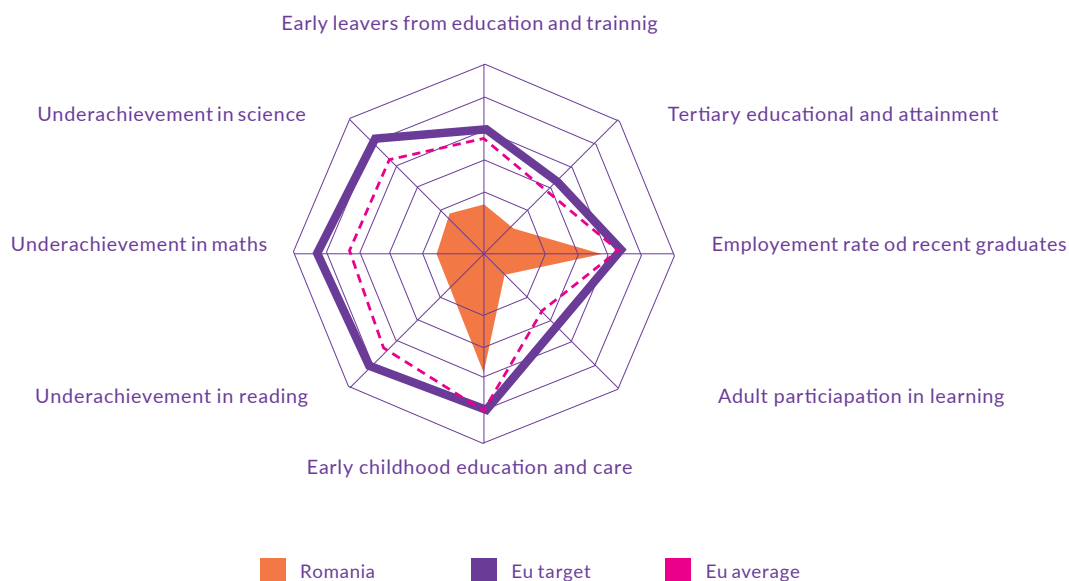 Early leavers from education and trainnig
Underachievement in science
Tertiary educational and attainment
Underachievement in maths
Employement rate od recent graduates
Underachievement in reading
Adult particiapation in learning
Early childhood education and care
Romania
Eu target
Eu average